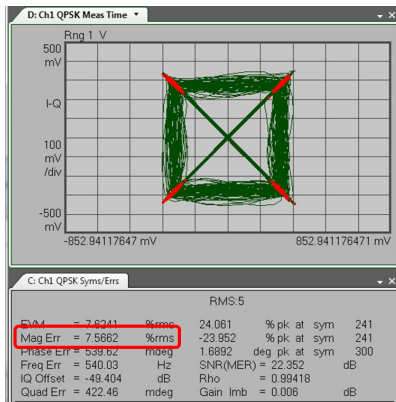 D: Ch1 QPSK Meas Time
Rng 1 V
500
mV
I-Q
100
mV
/div
-500
mV
-852.94117647 mV 852.941176471 mV
C: Ch1 QPSK Syms/Errs
RMS:5
EVM = 7.6241 %rms 24.061 % pk at sym 241
Mag Err = 7.5662 %rms -23.952 % pk at sym 241
Phase Err = 539.62 mdeg 1.6892 deg pk at sym 300
Freq Err = 540.03 Hz SNR(MER) = 22.352 dB
IQ Offset = -49.404 dB Rho = 0.99418
Quad Err = 422.46 mdeg Gain Imb = 0.006 dB